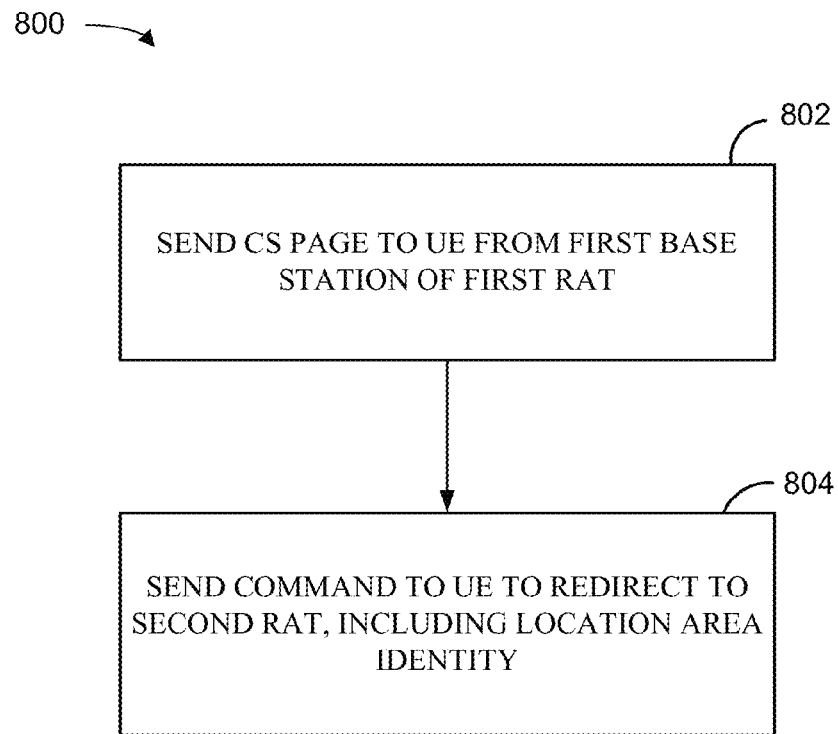 800
802
SEND CS PAGE TO UE FROM FIRST BASE
STATION OF FIRST RAT
804
SEND COMMAND TO UE TO REDIRECT TO
SECOND RAT, INCLUDING LOCATION AREA
IDENTITY